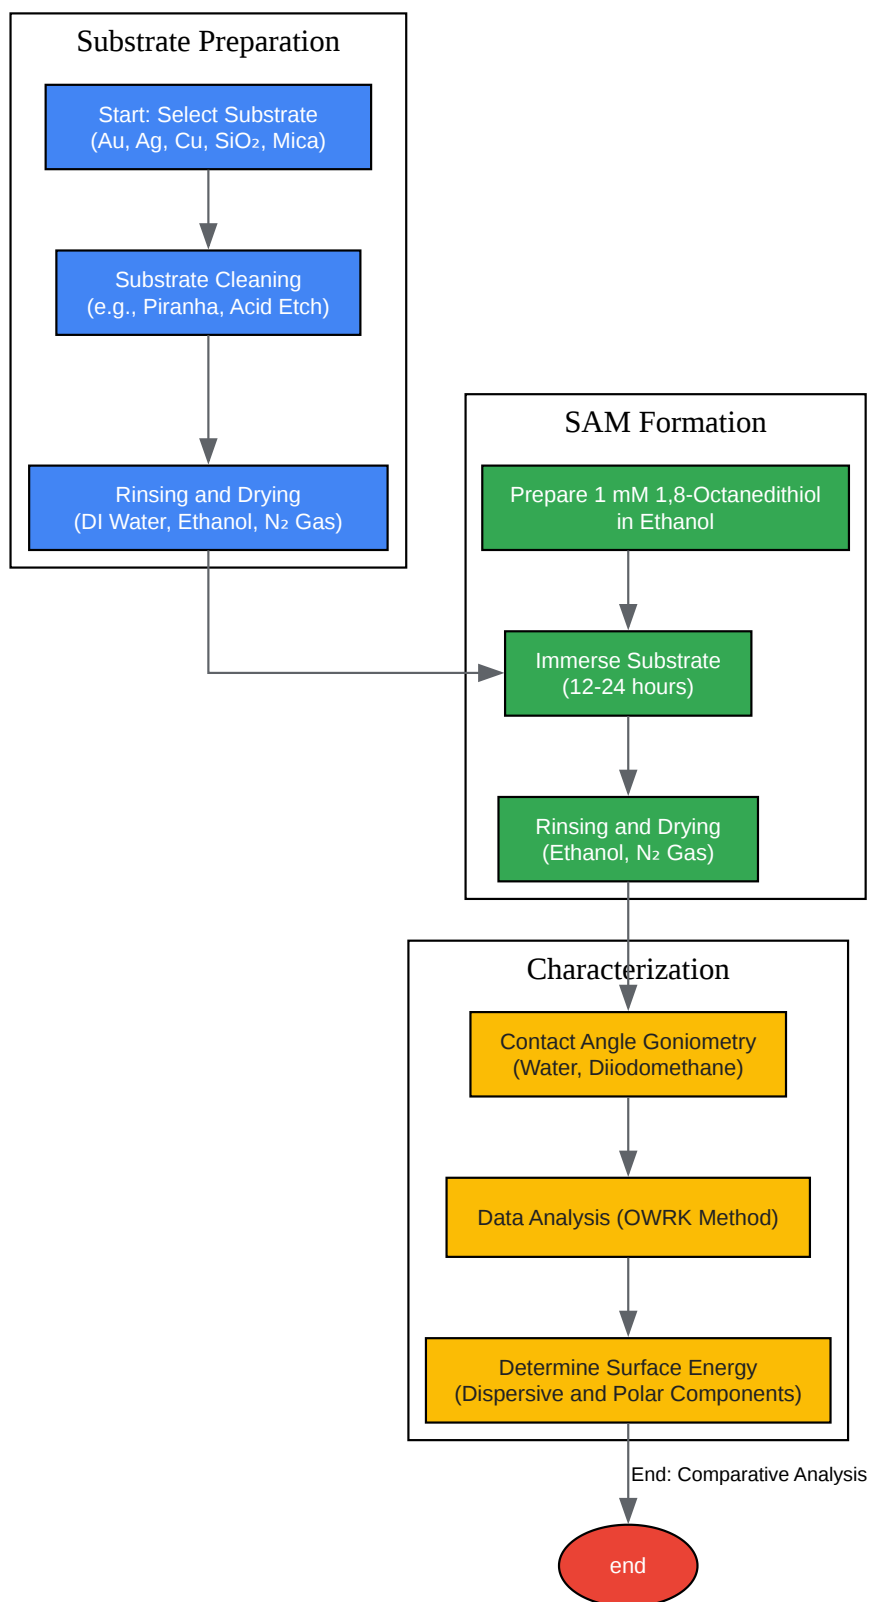 Substrate Preparation
Start: Select Substrate
(Au, Ag, Cu, SiO₂, Mica)
Substrate Cleaning
(e.g., Piranha, Acid Etch)
Rinsing and Drying
(DI Water, Ethanol, N₂ Gas)
SAM Formation
Prepare 1 mM 1,8-Octanedithiol
in Ethanol
Immerse Substrate
(12-24 hours)
Rinsing and Drying
(Ethanol, N₂ Gas)
Characterization
Contact Angle Goniometry
(Water, Diiodomethane)
Data Analysis (OWRK Method)
Determine Surface Energy
(Dispersive and Polar Components)
End: Comparative Analysis
end